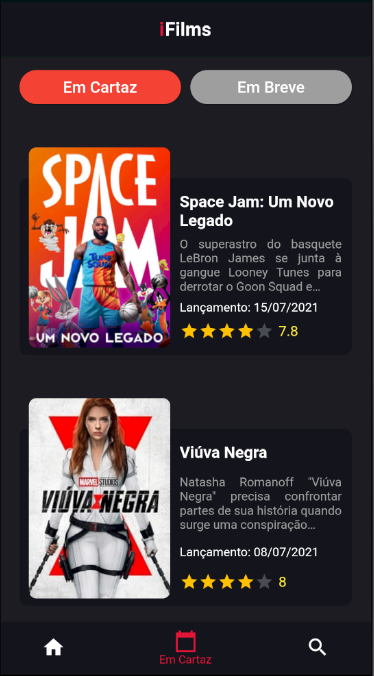 iFilms
Em Cartaz
Em Breve
SPACE
JAM
TUNE
SQUAD
UM NOVO LEGADO
Space Jam: Um Novo
Legado
O superastro do basquete
LeBron James se junta à
gangue Looney Tunes para
derrotar o Goon Squad e...
Lançamento: 15/07/2021
7.8
MARVEL STUDIOS
VIÚVA NEGRA
Viúva Negra
Natasha Romanoff "Viúva
Negra" precisa confrontar
partes de sua história quando
surge uma conspiração...
Lançamento: 08/07/2021
8
Em Cartaz